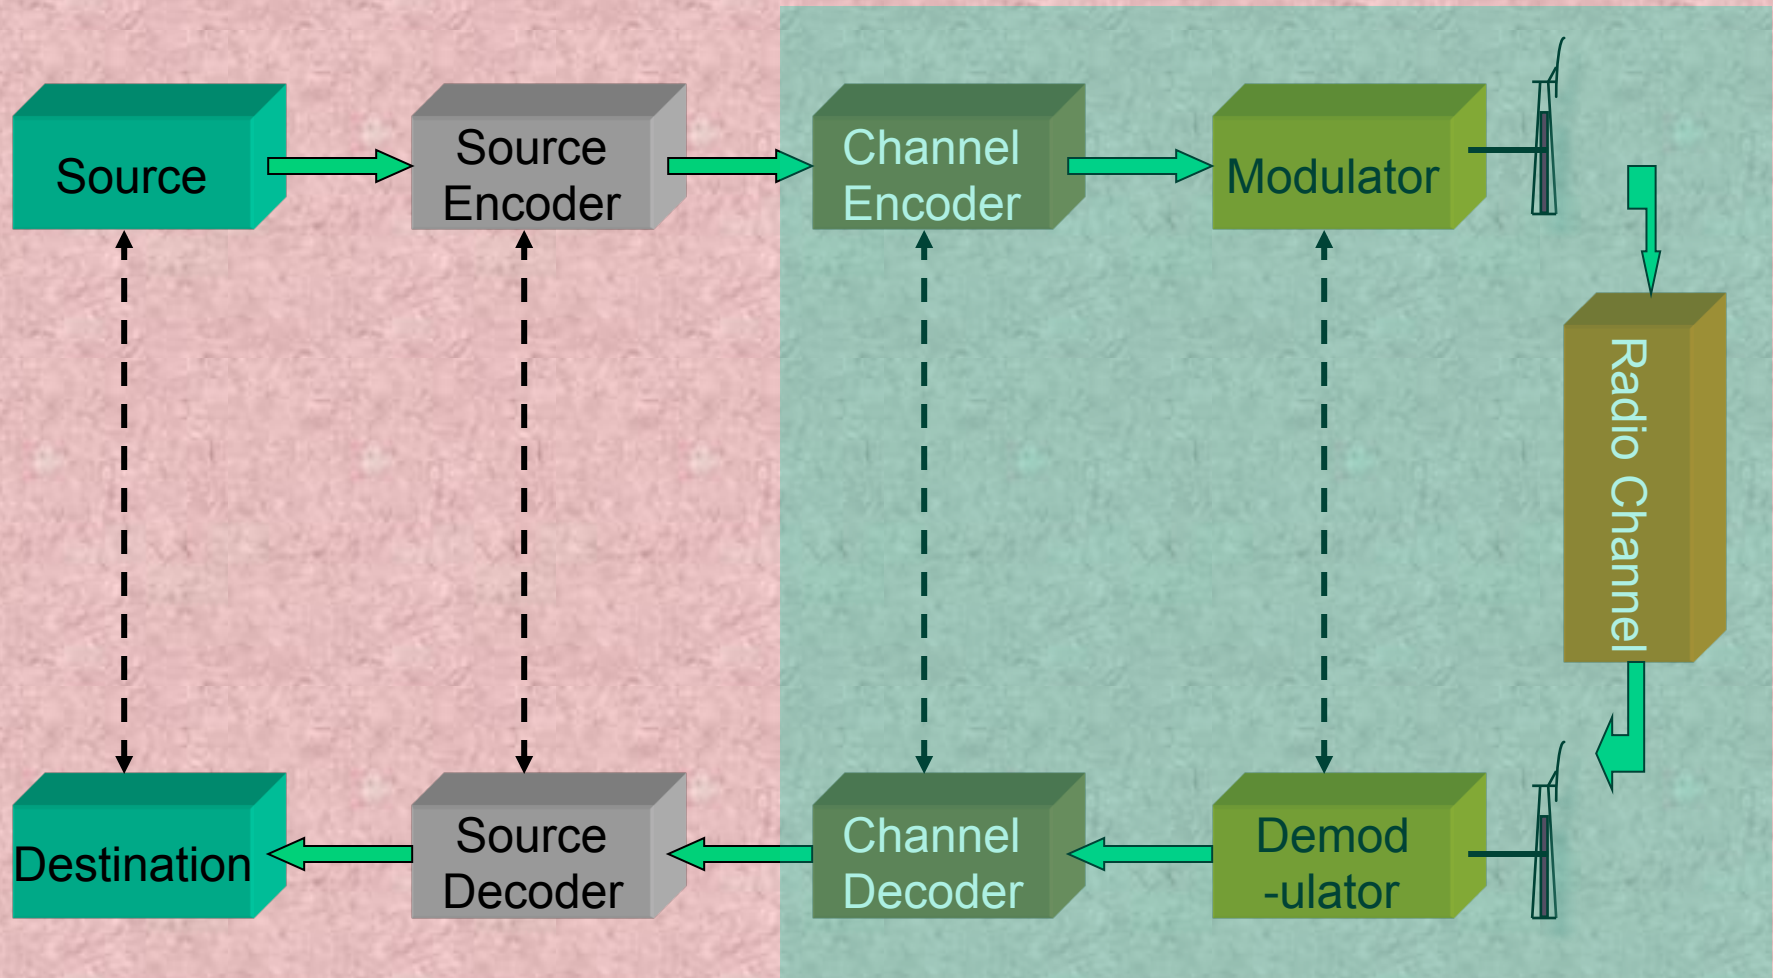 Source
Source
Encoder
Channel
Encoder
Modulator
Radio Channel
Destination
Source
Decoder
Channel
Decoder
Demod
-ulator